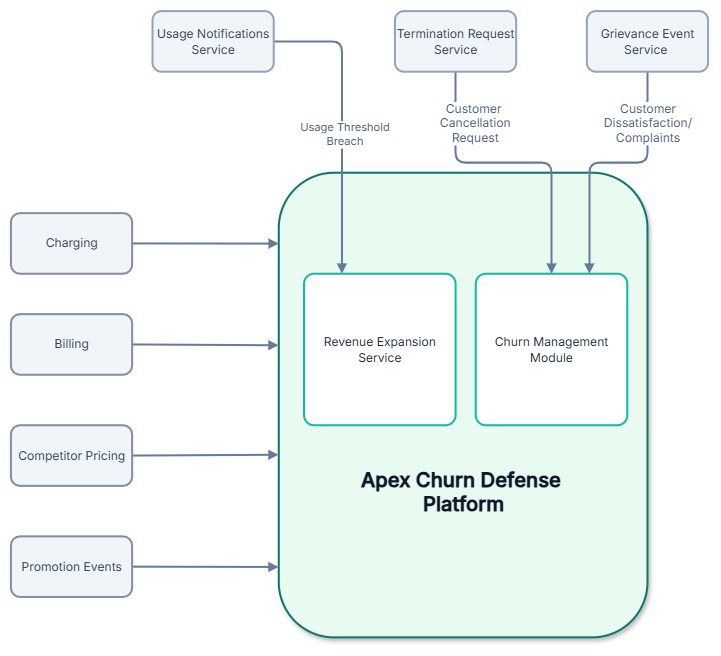 Usage Notifications
Service
Termination Request
Service
Grievance Event
Service
Usage Threshold
Breach
Customer
Cancellation
Request
Customer
Dissatisfaction/
Complaints
Charging
Billing
Competitor Pricing
Promotion Events
Revenue Expansion
Service
Churn Management
Module
Apex Churn Defense
Platform